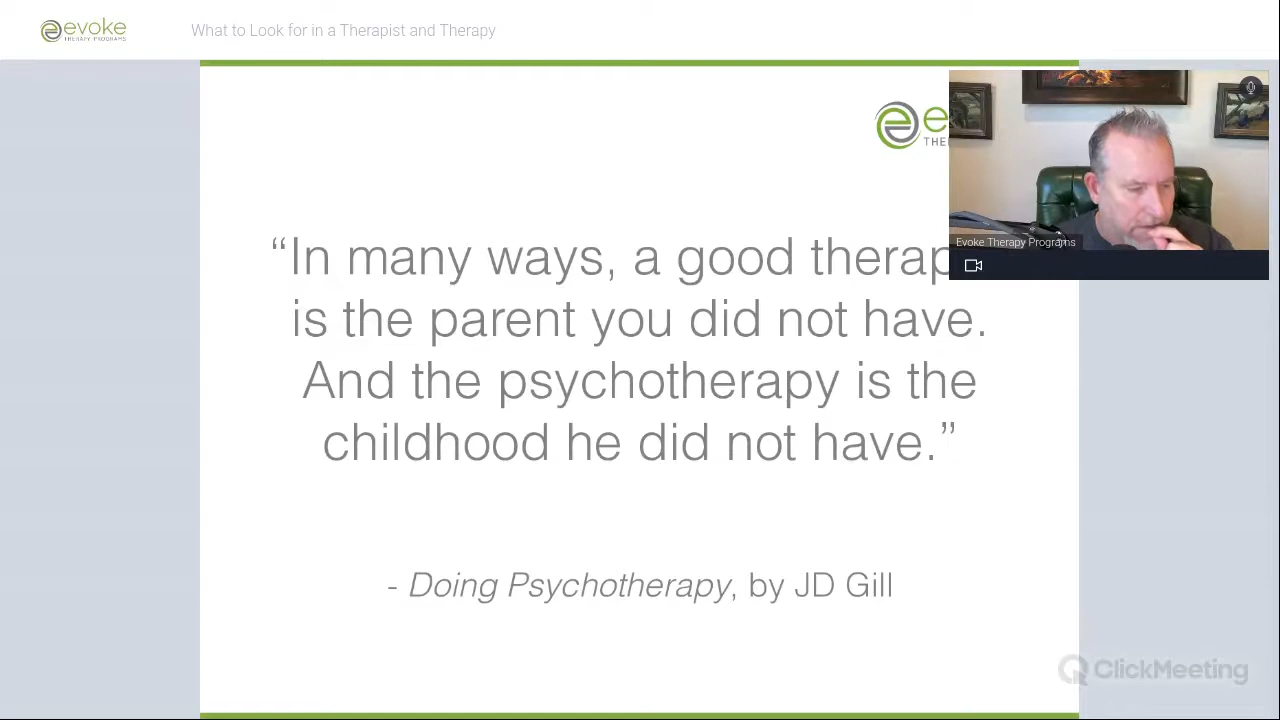 evoke
THERAPY PROGRAMS
What to Look for in a Therapist and Therapy
“In many ways, a good
is the parent you did not have.
And the psychotherapy is the
childhood he did not have.”
- Doing Psychotherapy, by JD Gill
Evoke Therapy Programs
ClickMeeting